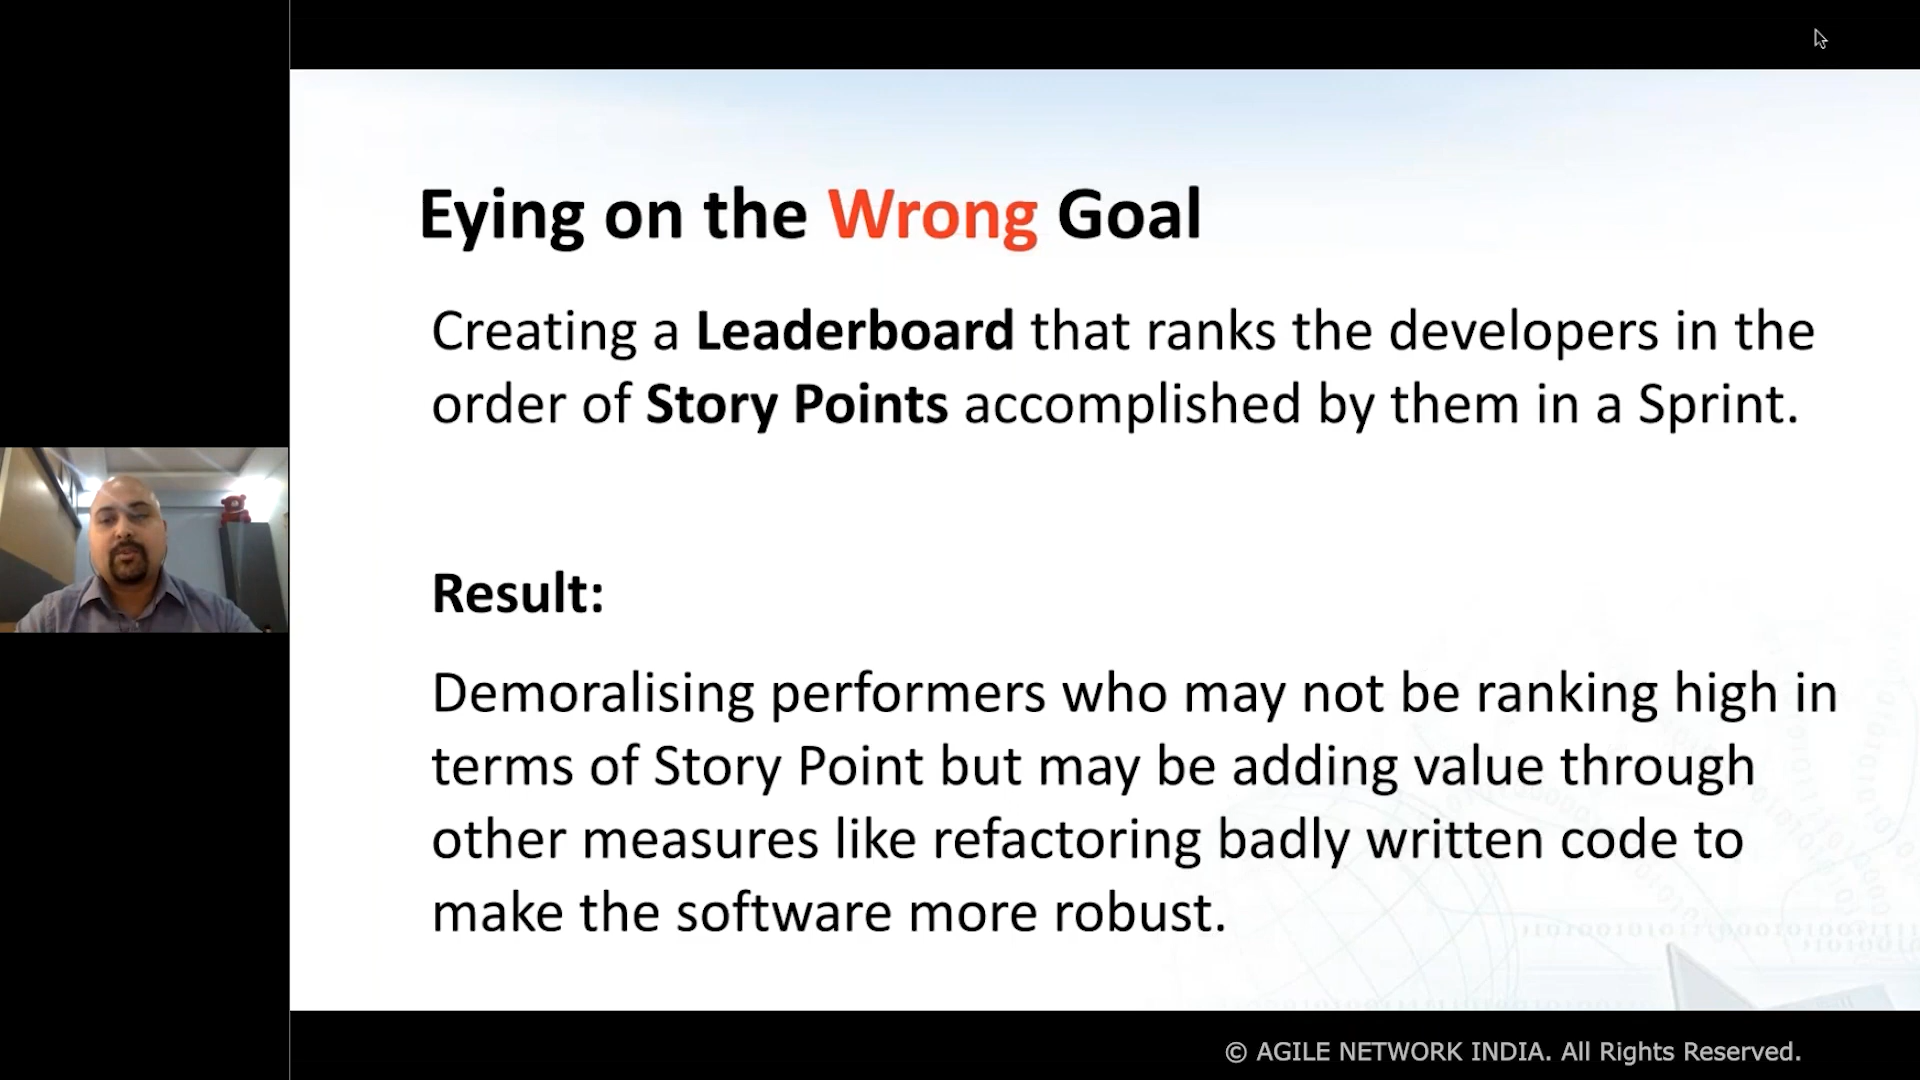 Eying on the Wrong Goal
Creating a Leaderboard that ranks the developers in the
order of Story Points accomplished by them in a Sprint.
Result:
Demoralising performers who may not be ranking high in
terms of Story Point but may be adding value through
other measures like refactoring badly written code to
make the software more robust.
© AGILE NETWORK INDIA. All Rights Reserved.